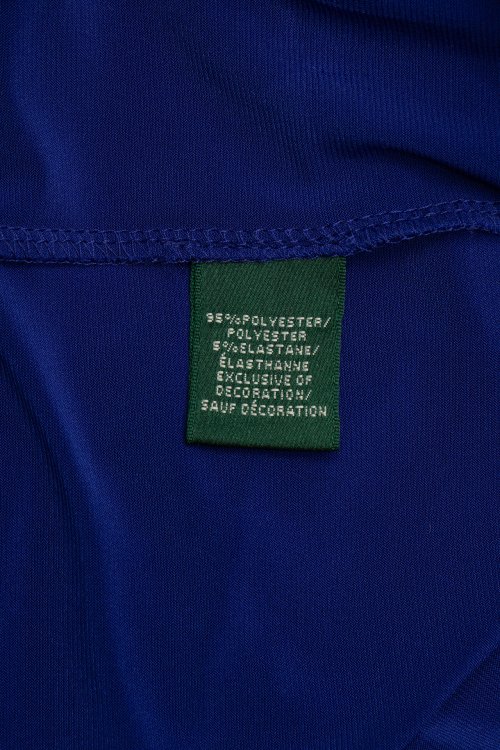 95%POLYESTER/
POLYESTER
5%ELASTANE/
ÉLASTHANNE
EXCLUSIVE OF
DECORATION/
SAUF DÉCORATION